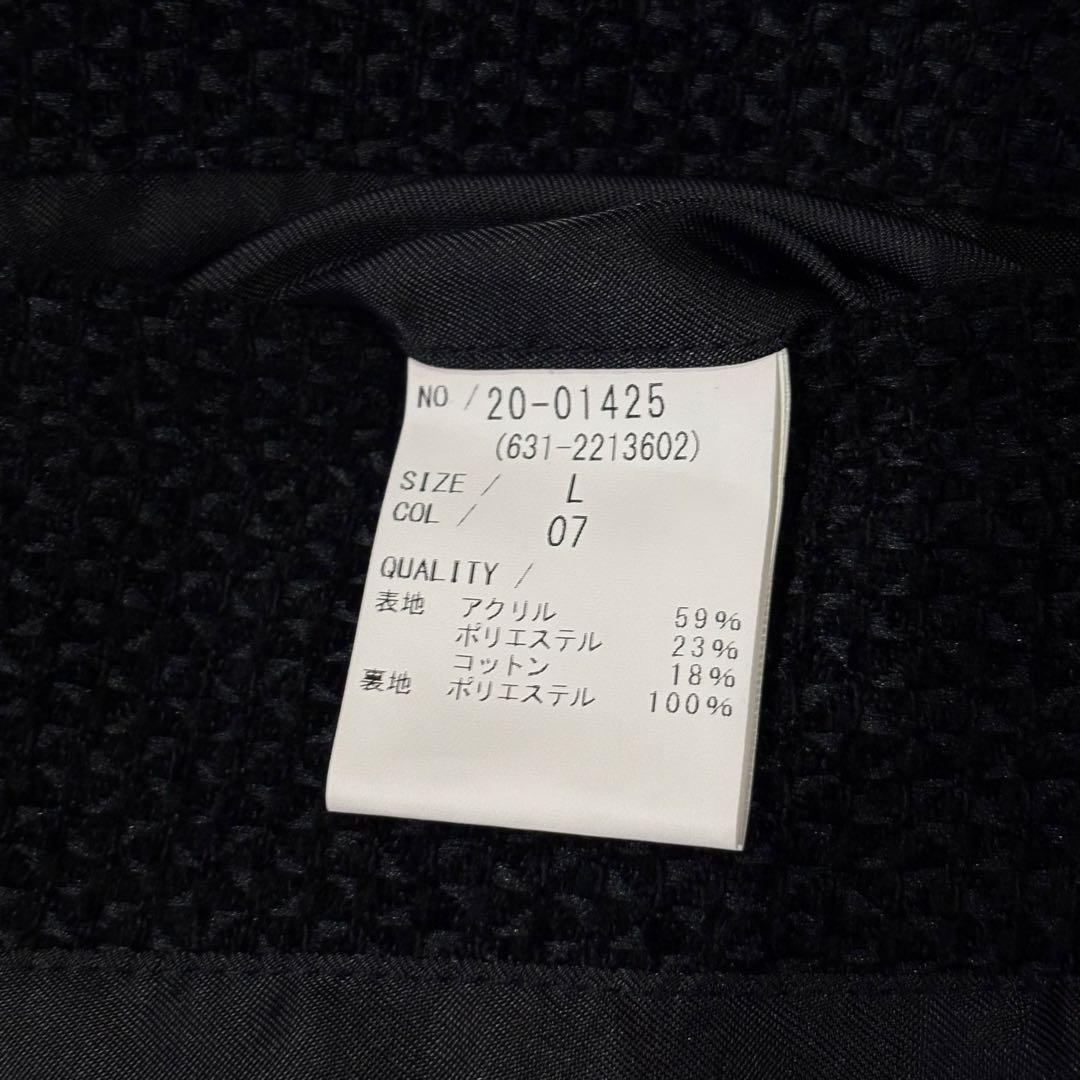 NO / 20-01425
(631-2213602)
SIZE / L
COL / 07
QUALITY /
表地 アクリル 59%
ポリエステル 23%
コットン 18%
裏地 ポリエステル 100%